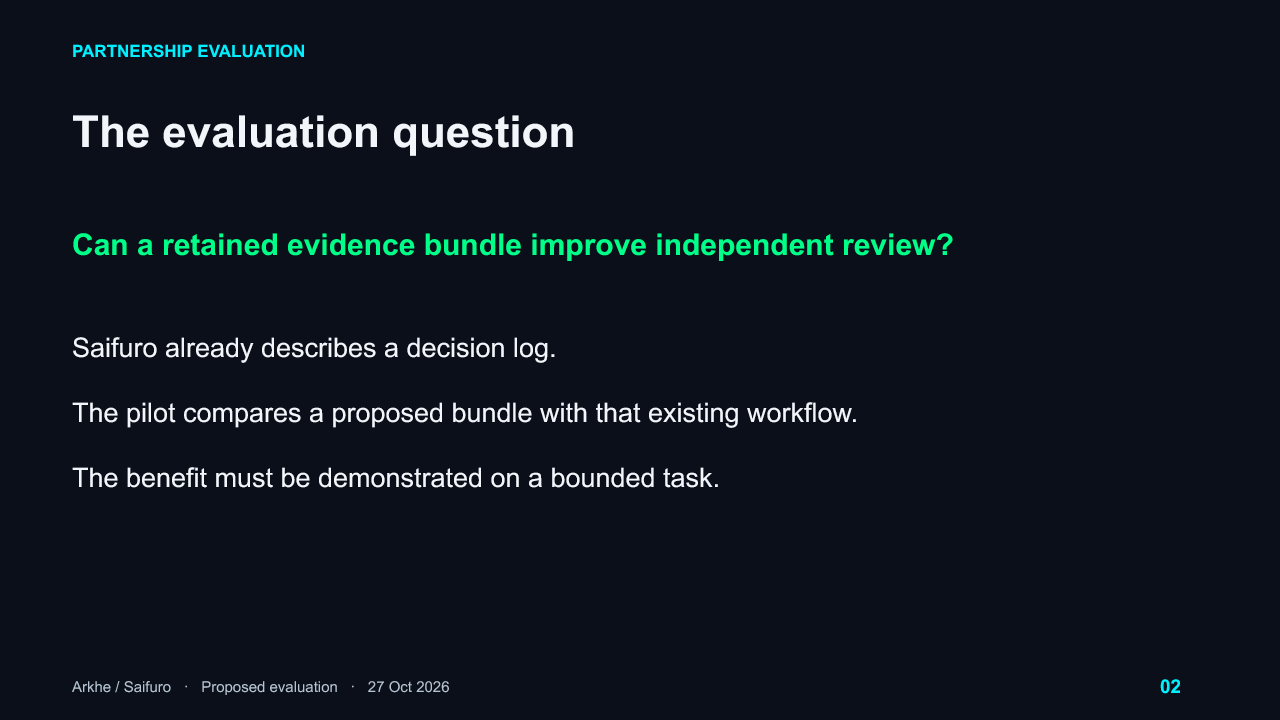 PARTNERSHIP EVALUATION
The evaluation question
Can a retained evidence bundle improve independent review?
Saifuro already describes a decision log.
The pilot compares a proposed bundle with that existing workflow.
The benefit must be demonstrated on a bounded task.
Arkhe / Saifuro · Proposed evaluation · 27 Oct 2026
02